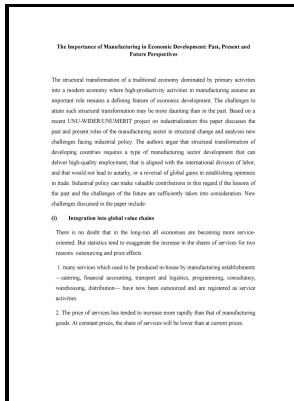 The Importance of Manufacturing in Economic Development: Past, Present and
Future Perspectives
The structural transformation of a traditional economy dominated by primary activities
into a modern economy where high-productivity activities in manufacturing assume an
important role remains a defining feature of economic development. The challenges to
attain such structural transformation may be more daunting than in the past. Based on a
recent UNU-WIDER/UNUMERIT project on industrialization this paper discusses the
past and present roles of the manufacturing sector in structural change and analyses new
challenges facing industrial policy. The authors argue that structural transformation of
developing countries requires a type of manufacturing sector development that can
deliver high-quality employment, that is aligned with the international division of labor,
and that would not lead to autarky, or a reversal of global gains in establishing openness
in trade. Industrial policy can make valuable contributions in this regard if the lessons of
the past and the challenges of the future are sufficiently taken into consideration. New
challenges discussed in the paper include:
(i) Integration into global value chains
There is no doubt that in the long-run all economies are becoming more service-
oriented. But statistics tend to exaggerate the increase in the shares of services for two
reasons: outsourcing and price effects.
1. many services which used to be produced in-house by manufacturing establishments
—catering, financial accounting, transport and logistics, programming, consultancy,
warehousing, distribution— have now been outsourced and are registered as service
activities.
2. The price of services has tended to increase more rapidly than that of manufacturing
goods. At constant prices, the share of services will be lower than at current prices.